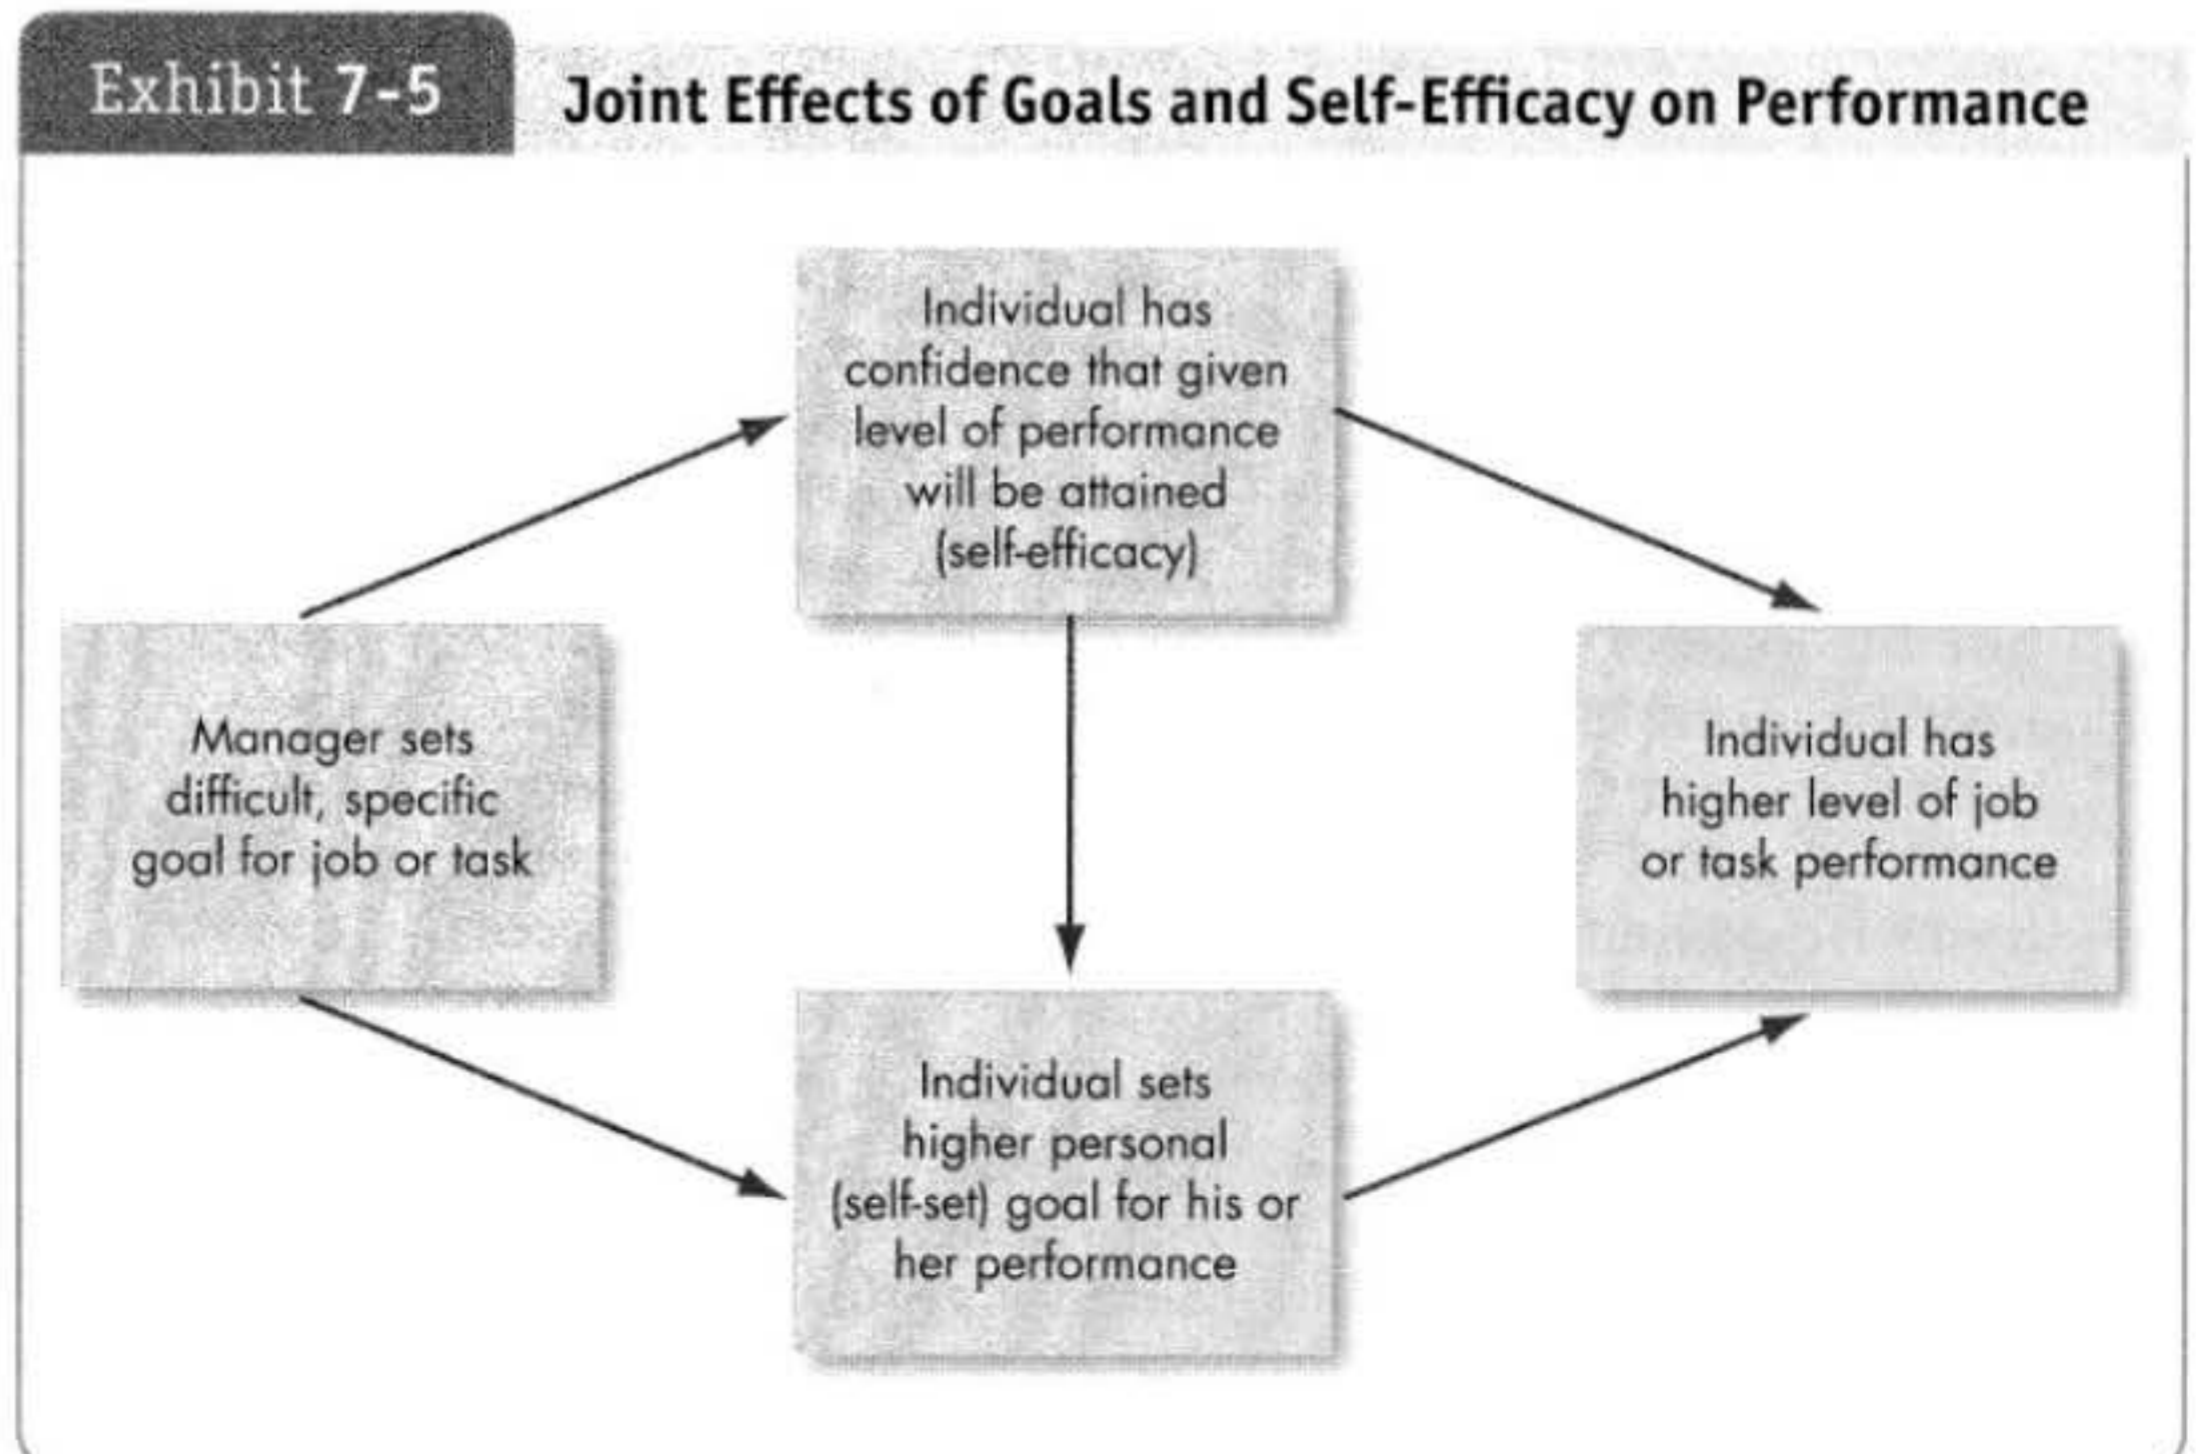 Exhibit 7-5
Joint Effects of Goals and Self-Efficacy on Performance
Individual has
confidence that given
level of performance
will be attained
(self-efficacy)
Manager sets
difficult, specific
goal for job or task
Individual has
higher level of job
or task performance
Individual sets
higher personal
(self-set) goal for his or
her performance